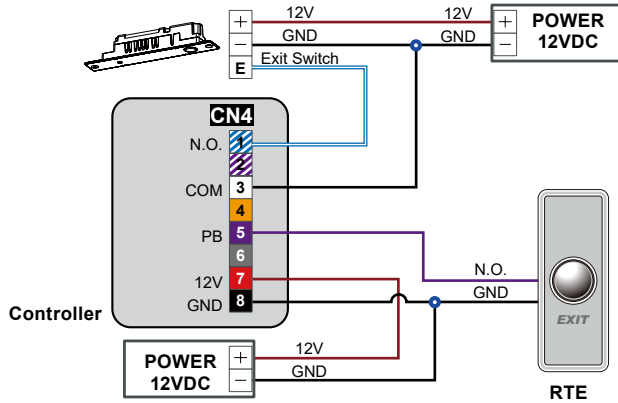 + 12V 12V + POWER
12VDC
− GND GND −
E Exit Switch
CN4
N.O. 1
2
COM 3
4
PB 5
6
12V 7
GND 8
Controller
N.O.
GND
EXIT
RTE
POWER
12VDC
+ 12V
− GND